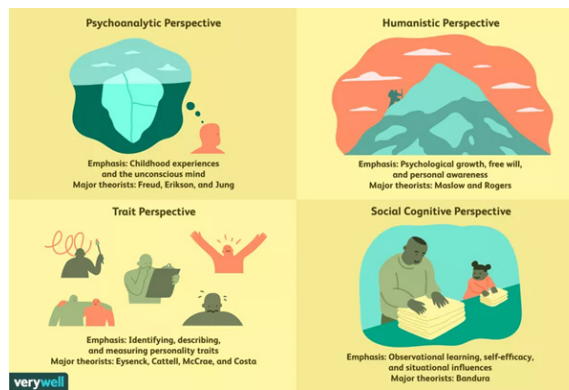 Psychoanalytic Perspective
Emphasis: Childhood experiences
and the unconscious mind
Major theorists: Freud, Erikson, and Jung
Humanistic Perspective
Emphasis: Psychological growth, free will,
and personal awareness
Major theorists: Maslow and Rogers
Trait Perspective
Emphasis: Identifying, describing,
and measuring personality traits
Major theorists: Eysenck, Cattell, McCrae, and Costa
Social Cognitive Perspective
Emphasis: Observational learning, self-efficacy,
and situational influences
Major theorists: Bandura
verywell